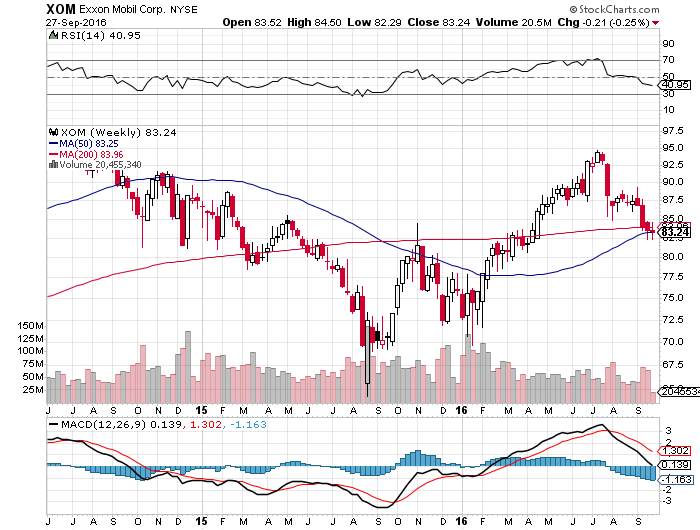 XOM Exxon Mobil Corp. NYSE © StockCharts.com
27-Sep-2016 Open 83.52 High 84.50 Low 82.29 Close 83.24 Volume 20.5M Chg -0.21 (-0.25%)
RSI(14) 40.95
90
70
50
40.95
30
10
XOM (Weekly) 83.24
MA(50) 83.25
MA(200) 83.96
Volume 20,455,340
97.5
95.0
92.5
90.0
87.5
85.0
83.24
82.5
80.0
77.5
75.0
72.5
70.0
67.5
65.0
150M
125M
100M
75M
50M
25M
2045534
J J A S O N D 15 F M A M J J A S O N D 16 F M A M J J A S
MACD(12,26,9) 0.139, 1.302, -1.163
3
2
1.302
0.139
-1.163
-2
-3
J J A S O N D 15 F M A M J J A S O N D 16 F M A M J J A S